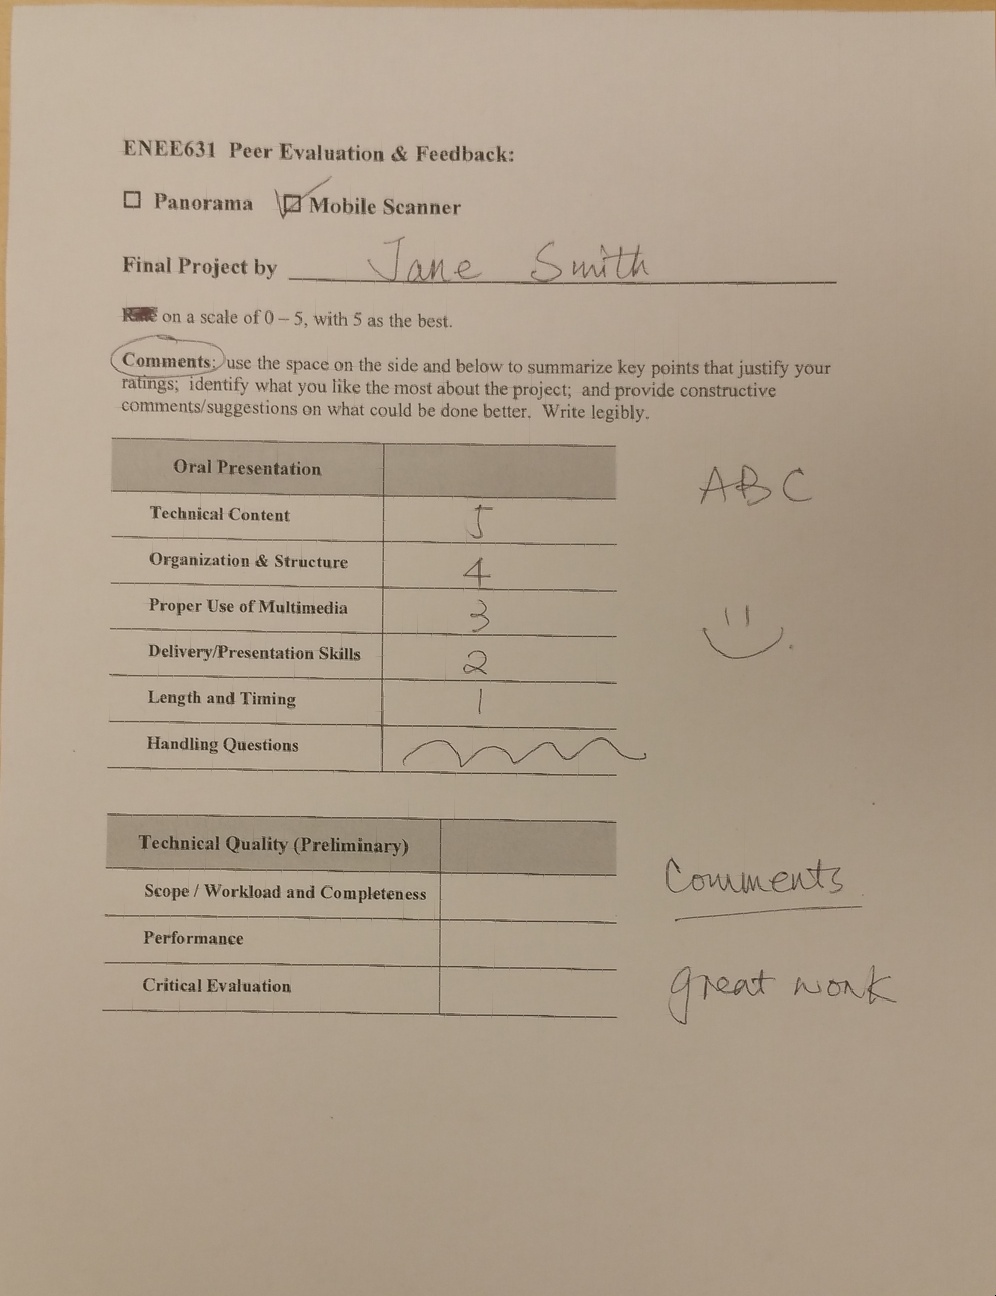 ENEE631 Peer Evaluation & Feedback:
☐ Panorama ☑ Mobile Scanner
Final Project by Jane Smith
on a scale of 0 – 5, with 5 as the best.
Comments: use the space on the side and below to summarize key points that justify your
ratings; identify what you like the most about the project; and provide constructive
comments/suggestions on what could be done better. Write legibly.
Oral Presentation
ABC
Technical Content 5
Organization & Structure 4
Proper Use of Multimedia 3
Delivery/Presentation Skills 2
Length and Timing 1
Handling Questions
Technical Quality (Preliminary)
Comments
Scope / Workload and Completeness
Performance
Critical Evaluation
great work